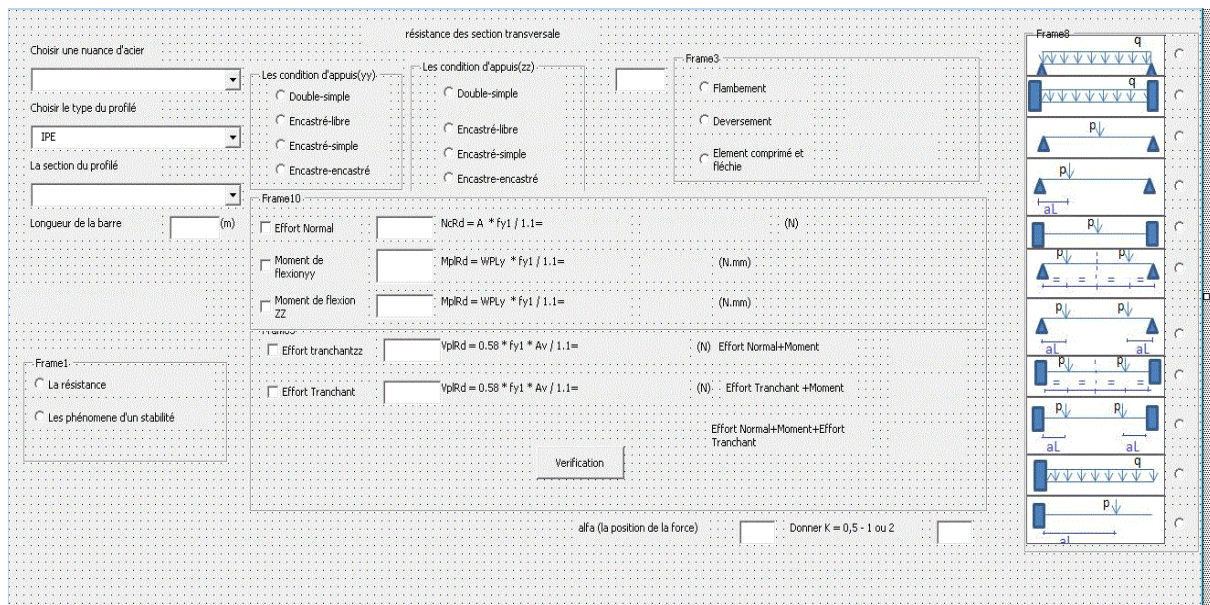 résistance des section transversale
Choisir une nuance d'acier
Choisir le type du profilé
IPE
La section du profilé
Longueur de la barre
(m)
Les condition d'appuis(yy)
Double-simple
Encastré-libre
Encastré-simple
Encastre-encastré
Les condition d'appuis(zz)
Double-simple
Encastré-libre
Encastré-simple
Encastre-encastré
Frame3
Flambement
Deversement
Element comprimé et
fléchie
Frame10
Effort Normal
NcRd = A * fy1 / 1.1=
(N)
Moment de
flexionyy
MplRd = WPLy * fy1 / 1.1=
(N.mm)
Moment de flexion
ZZ
MplRd = WPLy * fy1 / 1.1=
(N.mm)
Effort tranchantzz
VplRd = 0.58 * fy1 * Av / 1.1=
(N)
Effort Normal+Moment
Effort Tranchant
VplRd = 0.58 * fy1 * Av / 1.1=
(N)
Effort Tranchant +Moment
Effort Normal+Moment+Effort
Tranchant
Verification
Frame1
La résistance
Les phénomene d'un stabilité
alfa (la position de la force)
Donner K = 0,5 - 1 ou 2
Frame8
q
q
p
p
aL
p
p p
= = = =
p p
aL aL
p p
= = = =
p p
aL aL
q
p
aL